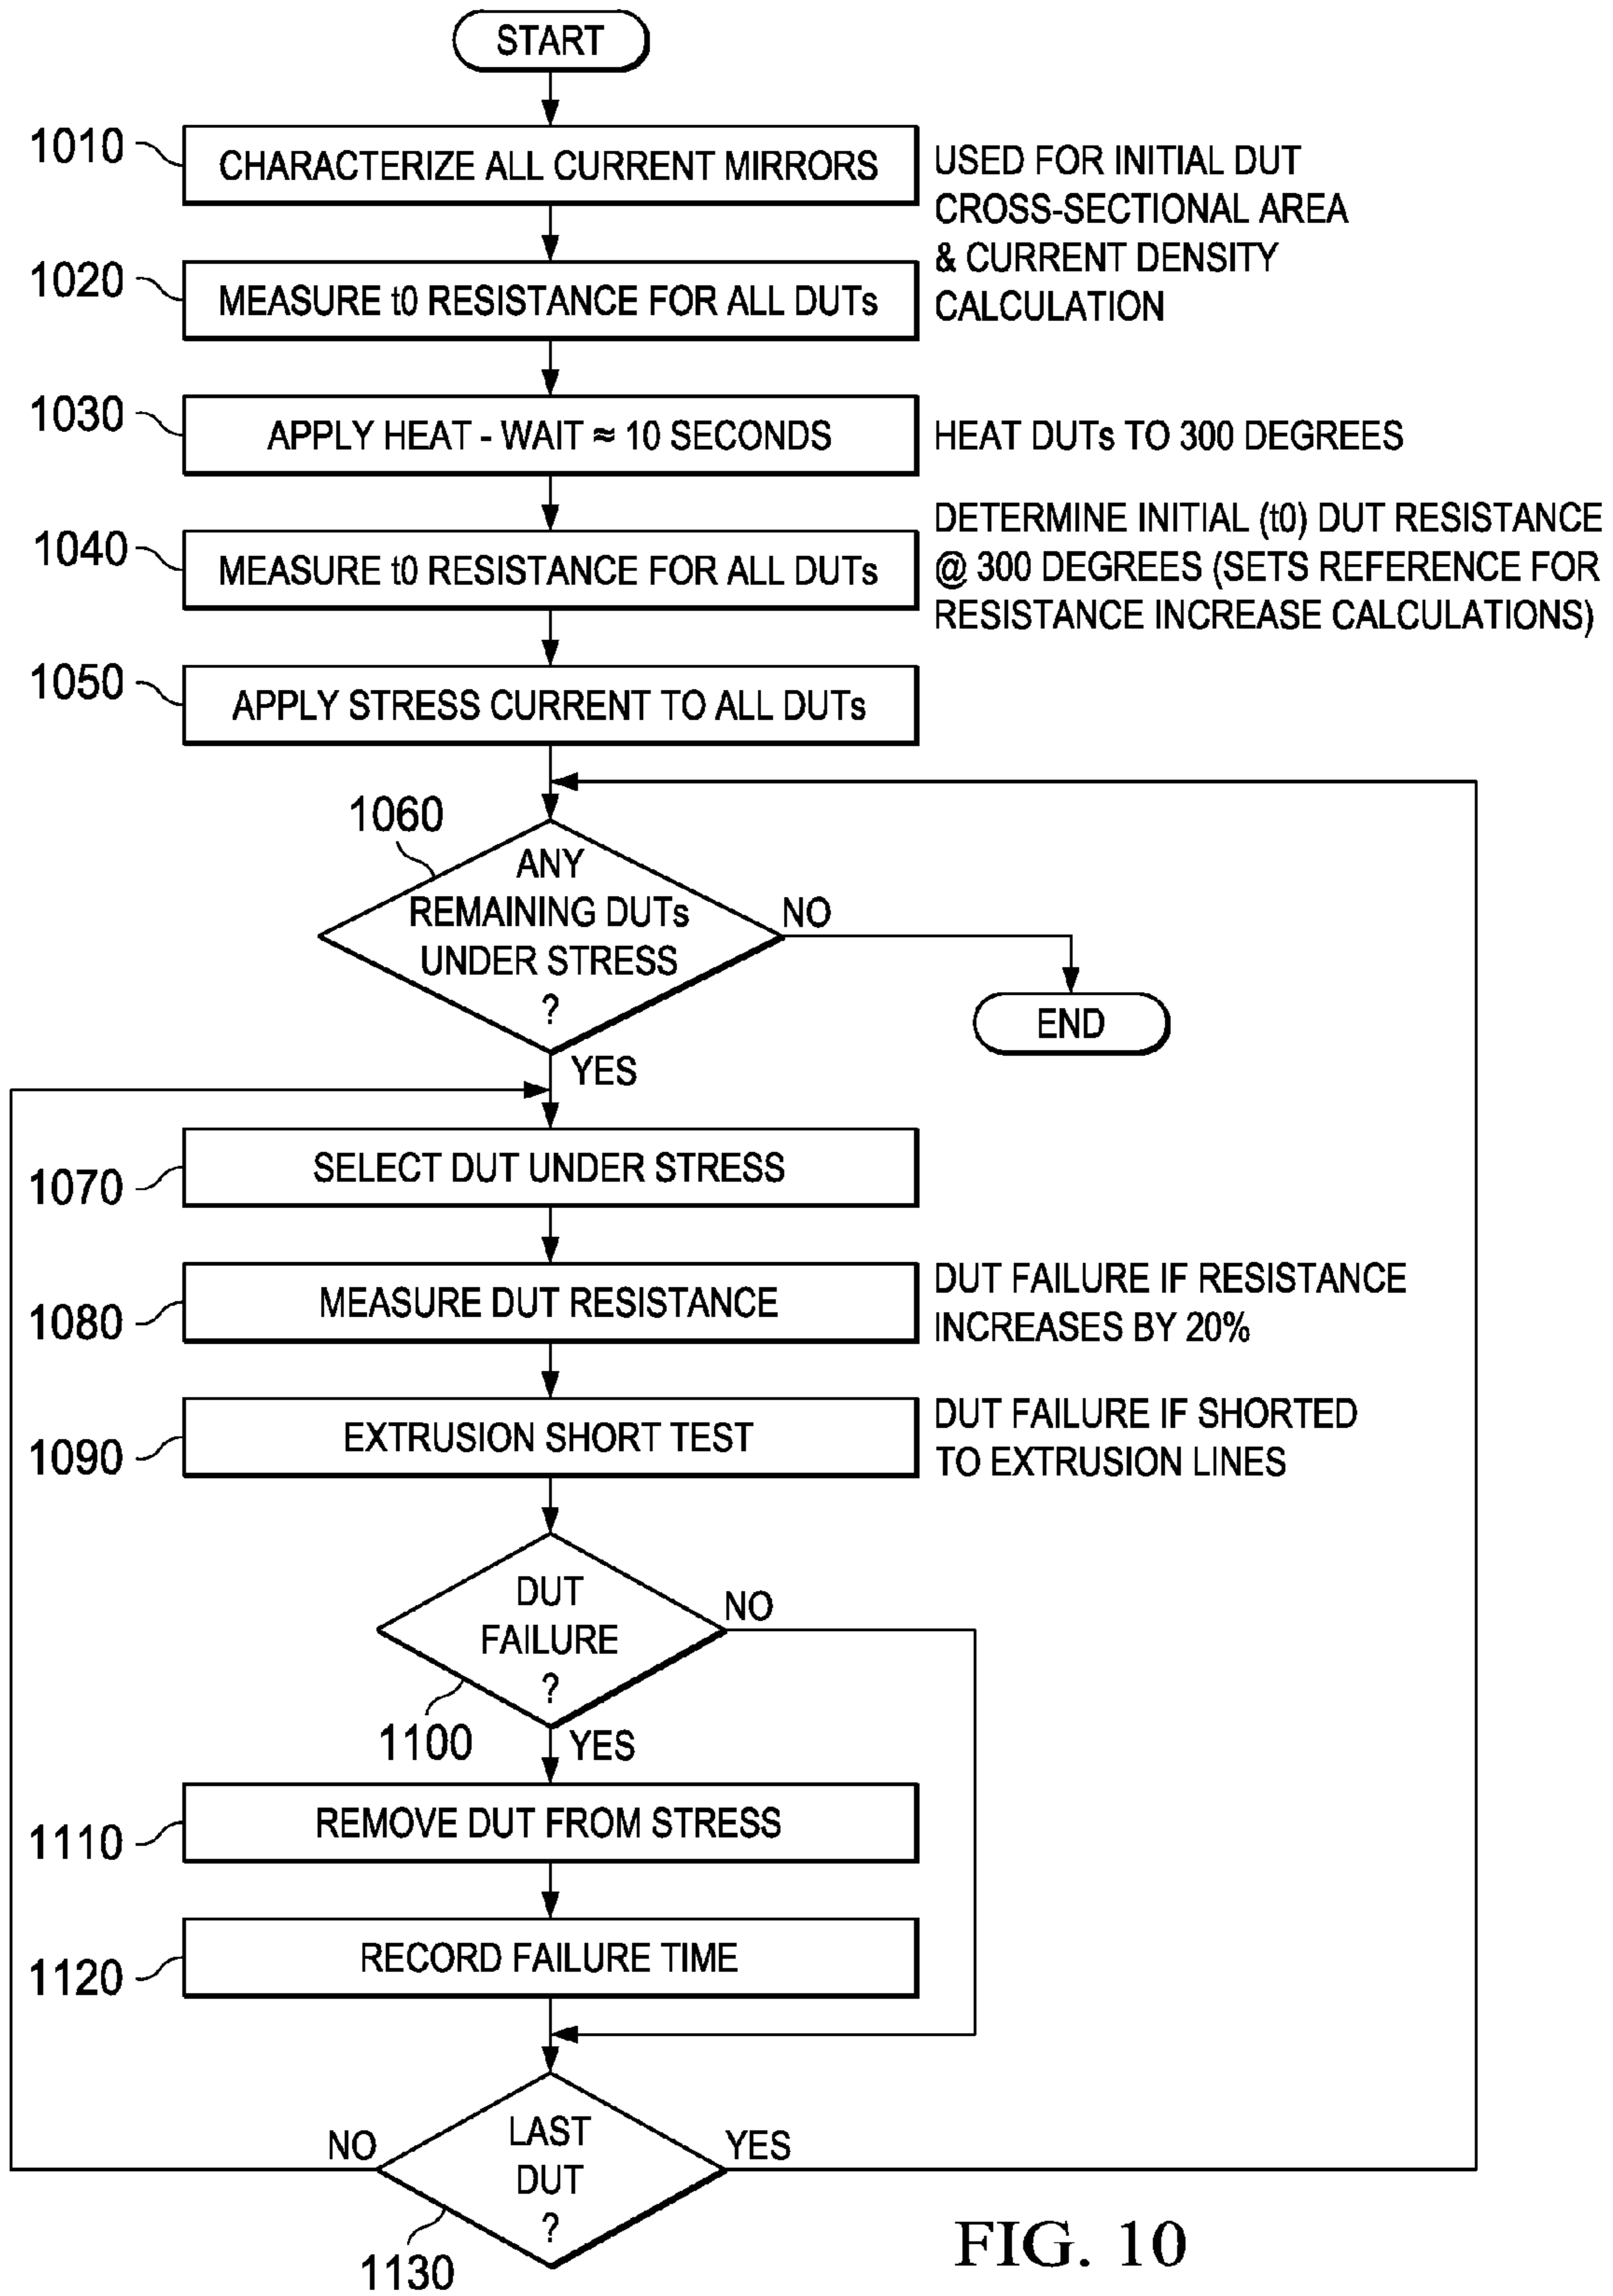 START
1010
CHARACTERIZE ALL CURRENT MIRRORS
USED FOR INITIAL DUT
CROSS-SECTIONAL AREA
& CURRENT DENSITY
CALCULATION
1020
MEASURE t0 RESISTANCE FOR ALL DUTs
1030
APPLY HEAT - WAIT ≈ 10 SECONDS
HEAT DUTs TO 300 DEGREES
1040
MEASURE t0 RESISTANCE FOR ALL DUTs
DETERMINE INITIAL (t0) DUT RESISTANCE
@ 300 DEGREES (SETS REFERENCE FOR
RESISTANCE INCREASE CALCULATIONS)
1050
APPLY STRESS CURRENT TO ALL DUTs
1060
ANY
REMAINING DUTs
UNDER STRESS
?
NO
END
YES
1070
SELECT DUT UNDER STRESS
1080
MEASURE DUT RESISTANCE
DUT FAILURE IF RESISTANCE
INCREASES BY 20%
1090
EXTRUSION SHORT TEST
DUT FAILURE IF SHORTED
TO EXTRUSION LINES
DUT
FAILURE
?
NO
1100
YES
1110
REMOVE DUT FROM STRESS
1120
RECORD FAILURE TIME
NO
LAST
DUT
?
YES
1130
FIG. 10